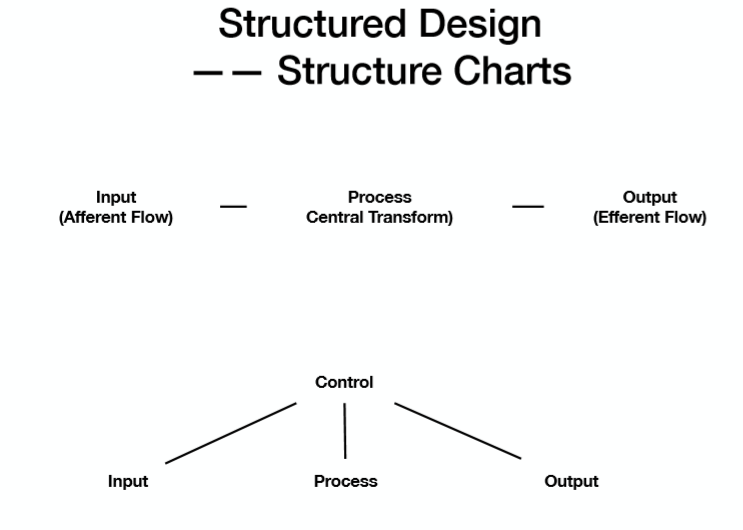 Structured Design
— — Structure Charts
Input — Process — Output
(Afferent Flow) Central Transform) (Efferent Flow)
Control
Input Process Output